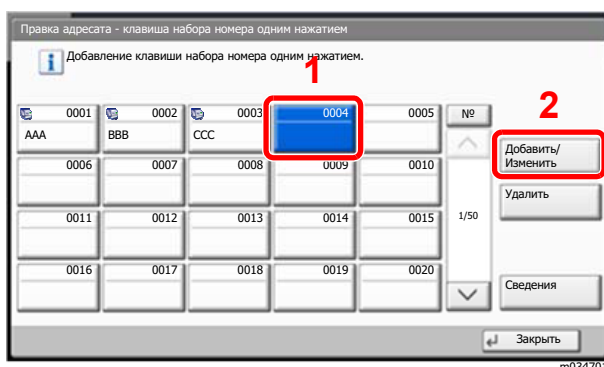 Правка адресата - клавиша набора номера одним нажатием
Добавление клавиши набора номера одним нажатием.
1
2
0001 0002 0003 0004 0005 №
AAA BBB CCC
Добавить/
Изменить
0006 0007 0008 0009 0010
Удалить
0011 0012 0013 0014 0015 1/50
0016 0017 0018 0019 0020
Сведения
Закрыть